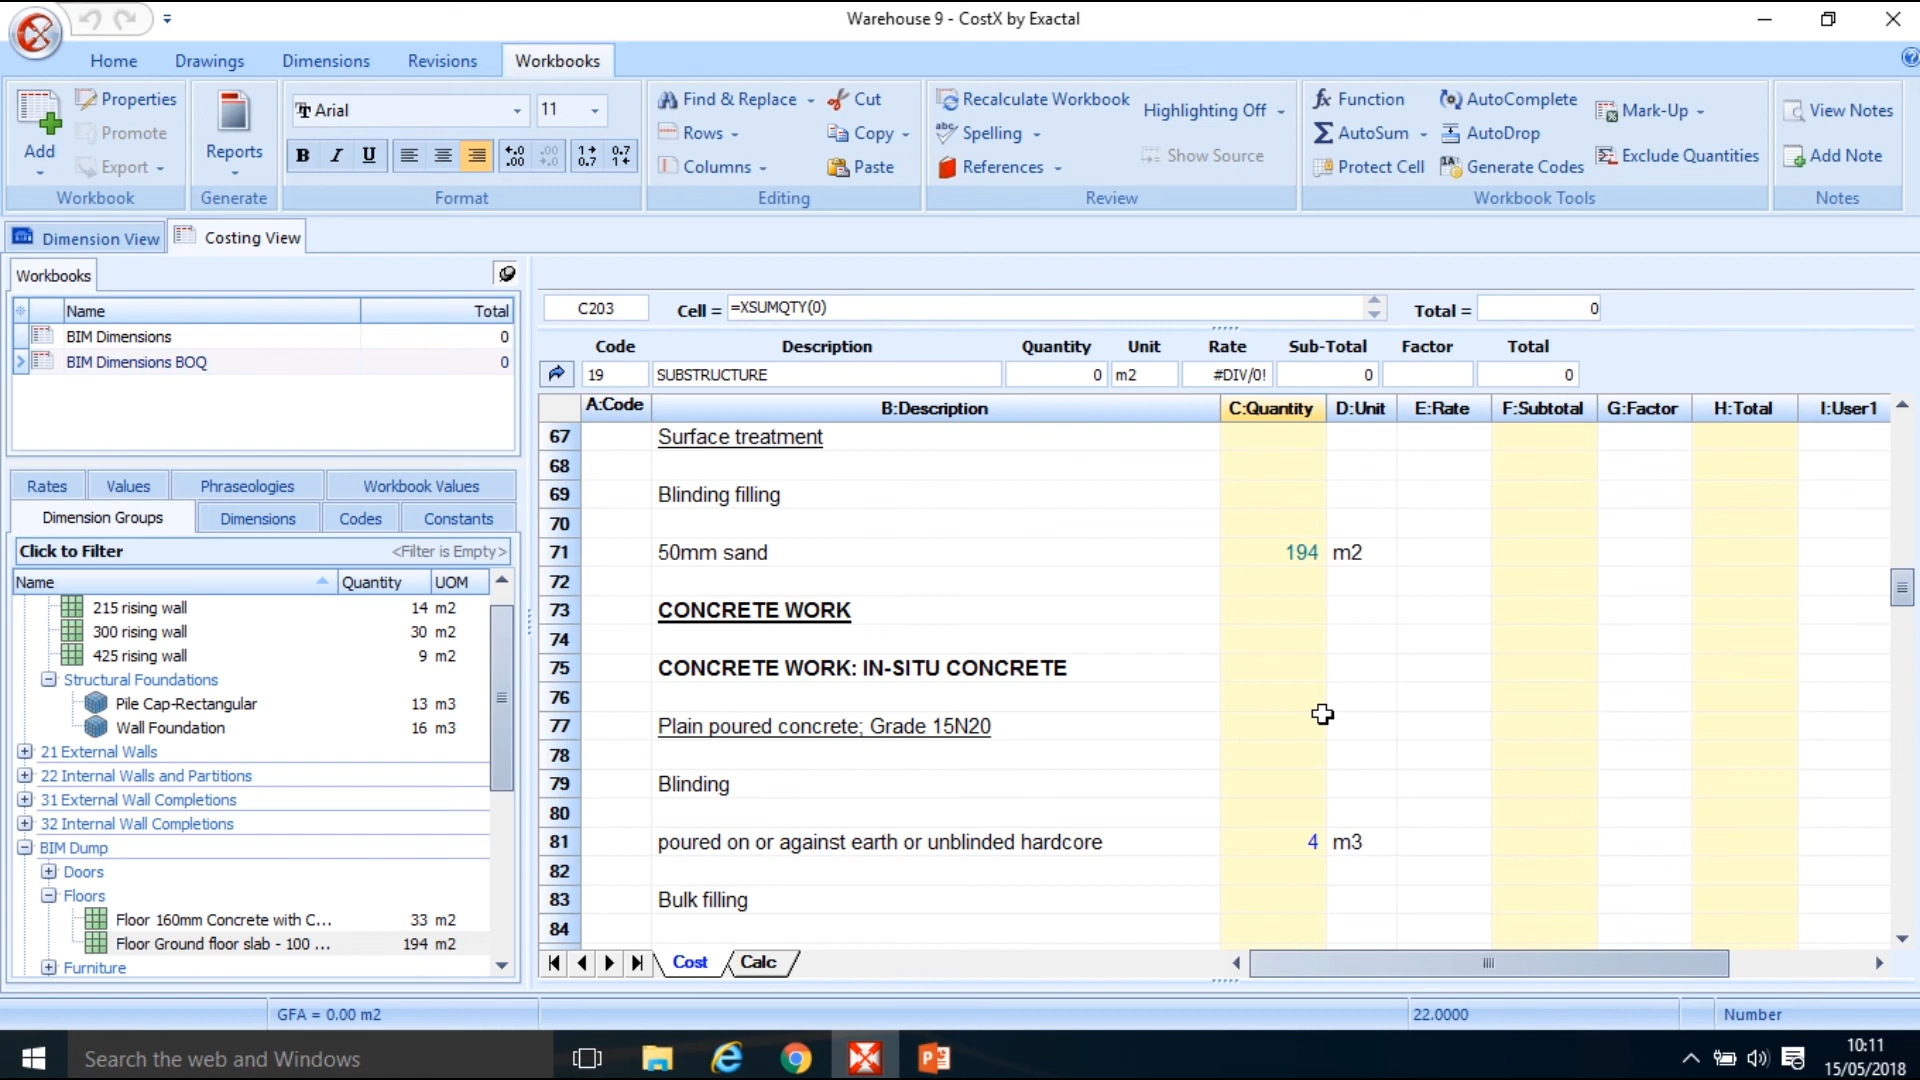 Warehouse 9 - CostX by Exactal
Home Drawings Dimensions Revisions Workbooks
Add
Properties
Promote
Export
Workbook
Reports
Generate
Arial 11
B I U
Format
Find & Replace
Rows
Columns
Cut
Copy
Paste
Editing
Recalculate Workbook
Spelling
References
Highlighting Off
Show Source
Review
Function
AutoSum
Protect Cell
AutoComplete
AutoDrop
Generate Codes
Mark-Up
Exclude Quantities
Workbook Tools
View Notes
Add Note
Notes
Dimension View Costing View
Workbooks
Name Total
BIM Dimensions 0
BIM Dimensions BOQ 0
Rates Values Phraseologies Workbook Values
Dimension Groups Dimensions Codes Constants
Click to Filter <Filter is Empty>
Name Quantity UOM
215 rising wall 14 m2
300 rising wall 30 m2
425 rising wall 9 m2
Structural Foundations
Pile Cap-Rectangular 13 m3
Wall Foundation 16 m3
21 External Walls
22 Internal Walls and Partitions
31 External Wall Completions
32 Internal Wall Completions
BIM Dump
Doors
Floors
Floor 160mm Concrete with C... 33 m2
Floor Ground floor slab - 100 ... 194 m2
Furniture
C203 Cell = =XSUMQTY(0) Total = 0
Code Description Quantity Unit Rate Sub-Total Factor Total
19 SUBSTRUCTURE 0 m2 #DIV/0! 0 0
A:Code B:Description C:Quantity D:Unit E:Rate F:Subtotal G:Factor H:Total I:User1
67 Surface treatment
68
69 Blinding filling
70
71 50mm sand 194 m2
72
73 CONCRETE WORK
74
75 CONCRETE WORK: IN-SITU CONCRETE
76
77 Plain poured concrete; Grade 15N20
78
79 Blinding
80
81 poured on or against earth or unblinded hardcore 4 m3
82
83 Bulk filling
84
Cost Calc
GFA = 0.00 m2 22.0000 Number
Search the web and Windows
10:11
15/05/2018